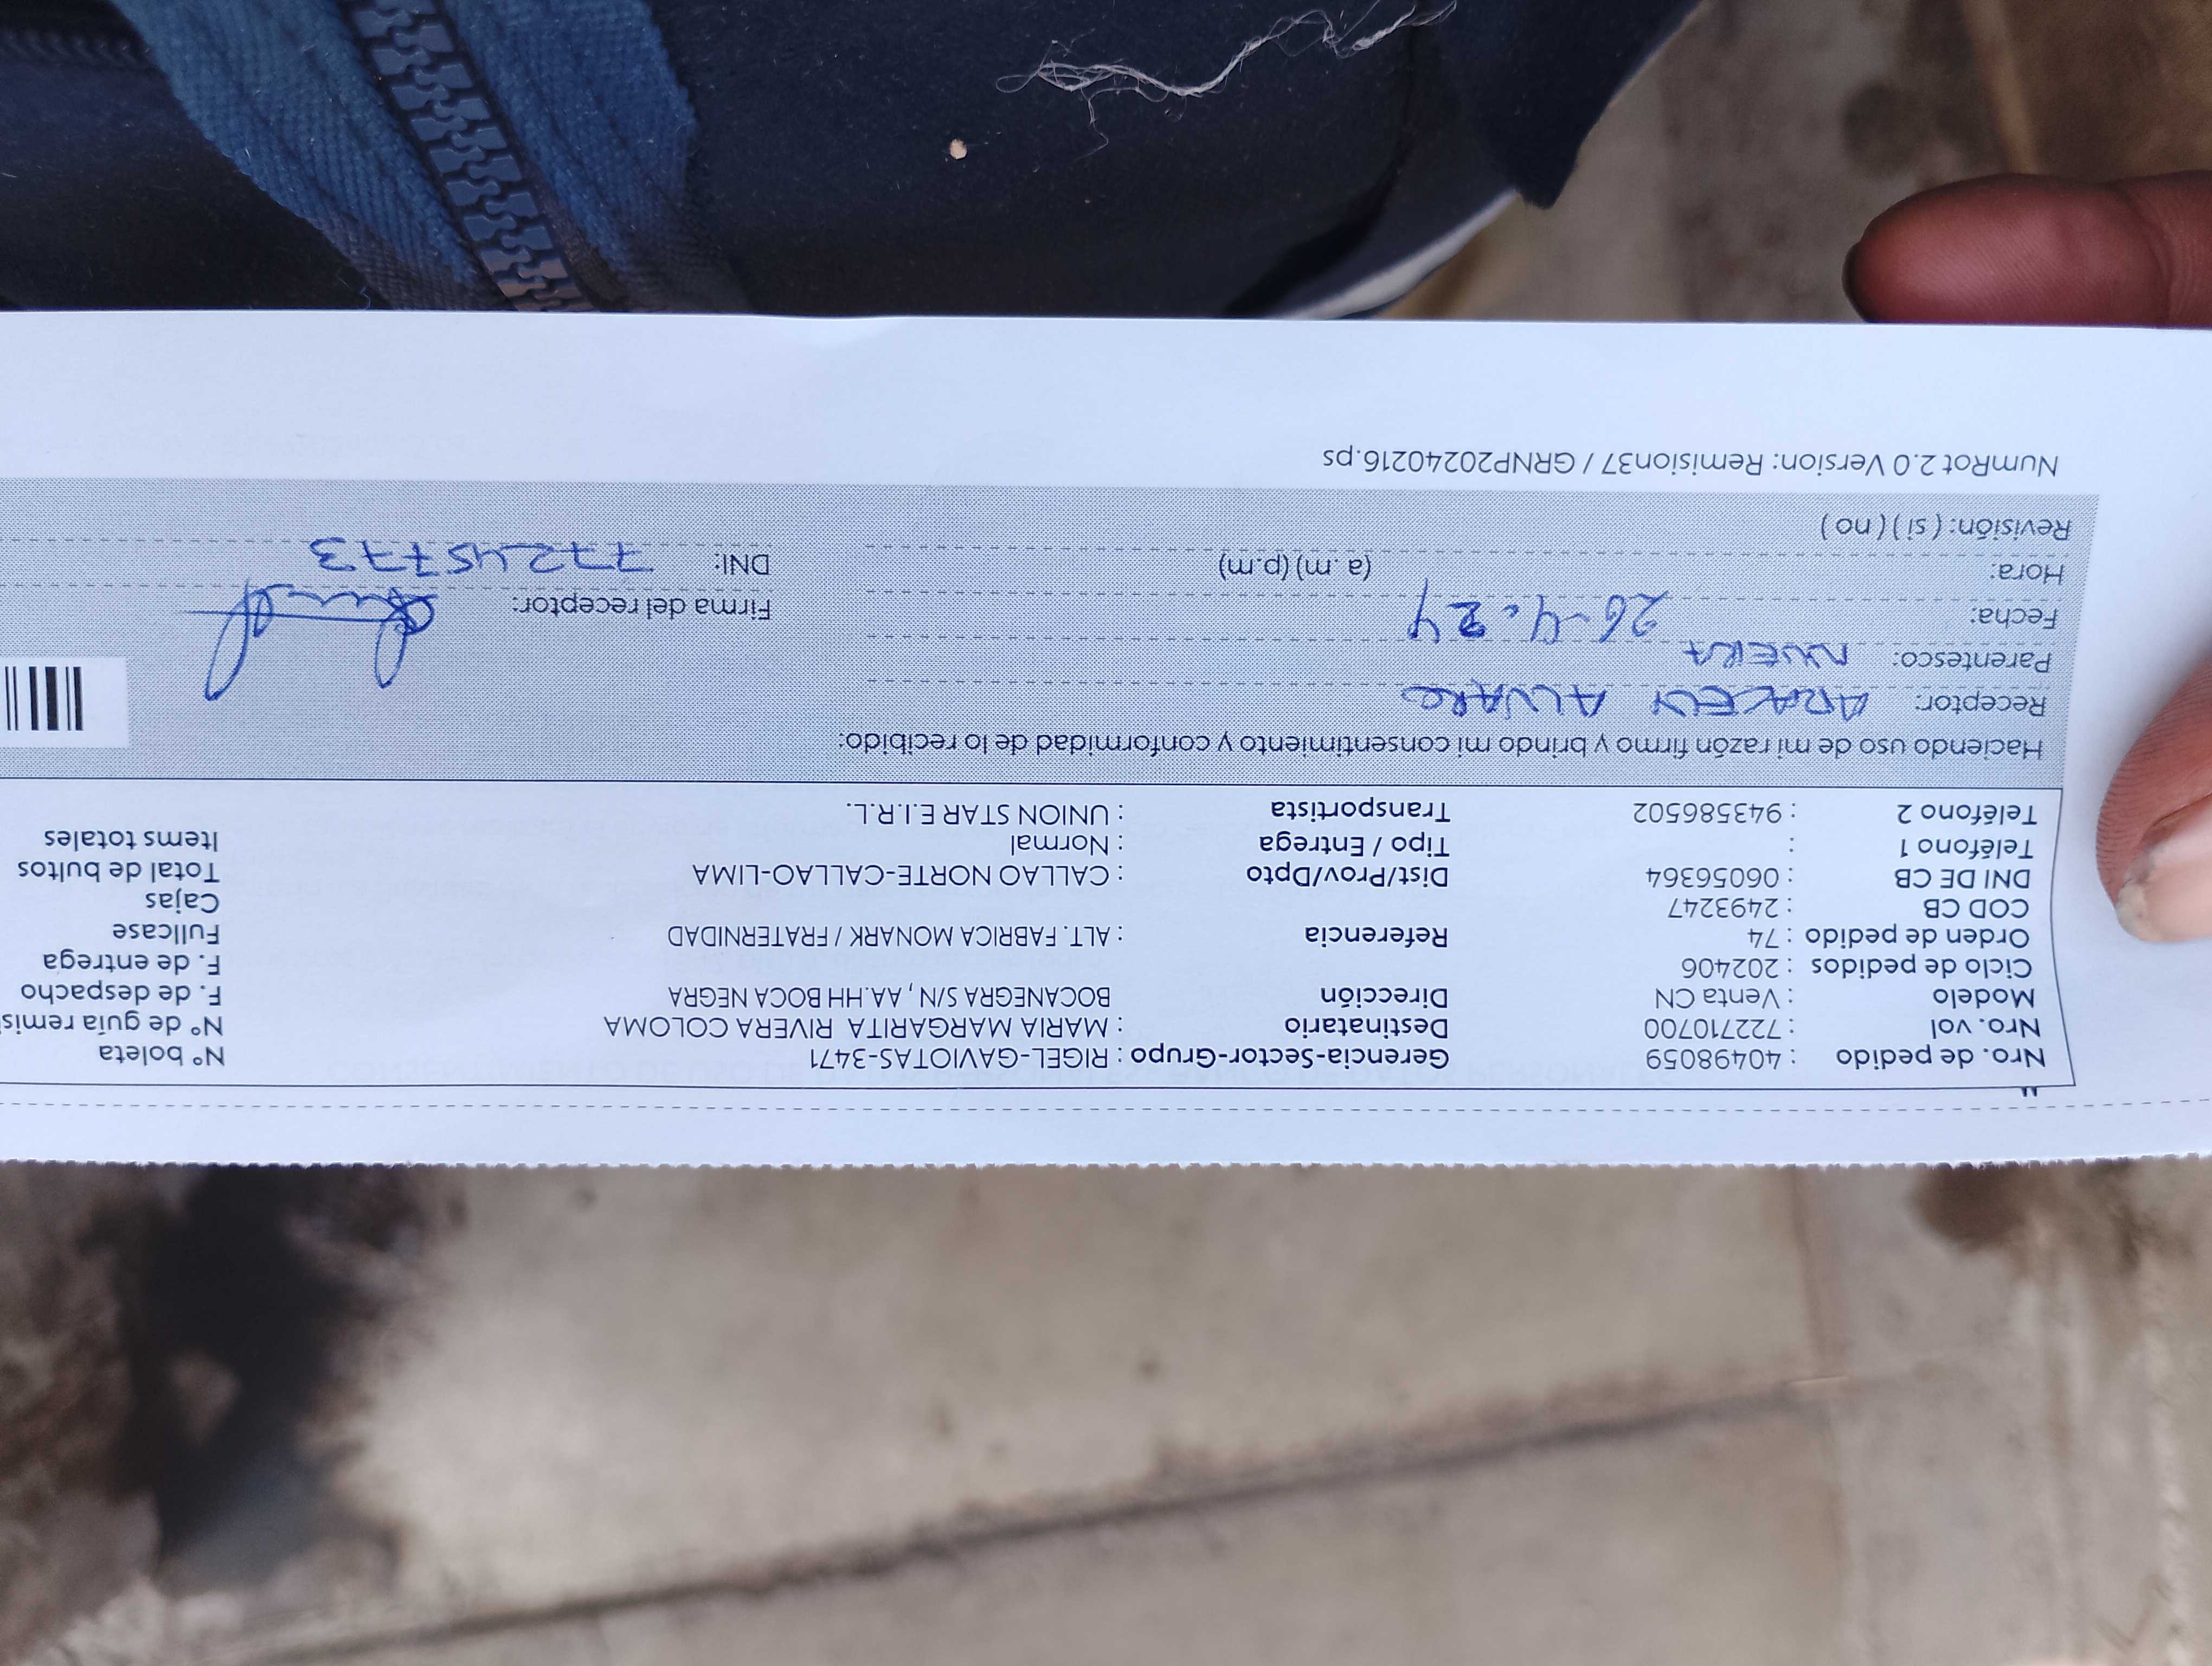 Nro. de pedido : 40498059 Gerencia-Sector-Grupo : RIGEL-GAVIOTAS-3471 N° boleta
Nro. vol : 722710700 Destinatario : MARIA MARGARITA RIVERA COLOMA N° de guía remis
Modelo : Venta CN Dirección BOCANEGRA S/N , AA.HH BOCA NEGRA F. de despacho
Ciclo de pedidos : 202406 F. de entrega
Orden de pedido : 74 Referencia : ALT. FABRICA MONARK / FRATERNIDAD Fullcase
COD CB : 2493247 Cajas
DNI DE CB : 06056364 Dist/Prov/Dpto : CALLAO NORTE-CALLAO-LIMA Total de bultos
Teléfono 1 : Tipo / Entrega : Normal Items totales
Teléfono 2 : 943586502 Transportista : UNION STAR E.I.R.L.
Haciendo uso de mi razón firmo y brindo mi consentimiento y conformidad de lo recibido:
Receptor: ARACELY ALVARO
Parentesco: NUERA
Fecha: 26-4-24 Firma del receptor:
Hora: (a.m) (p.m) DNI: 77245773
Revisión: ( si ) ( no )
NumRot 2.0 Version: Remision37 / GRNP20240216.ps